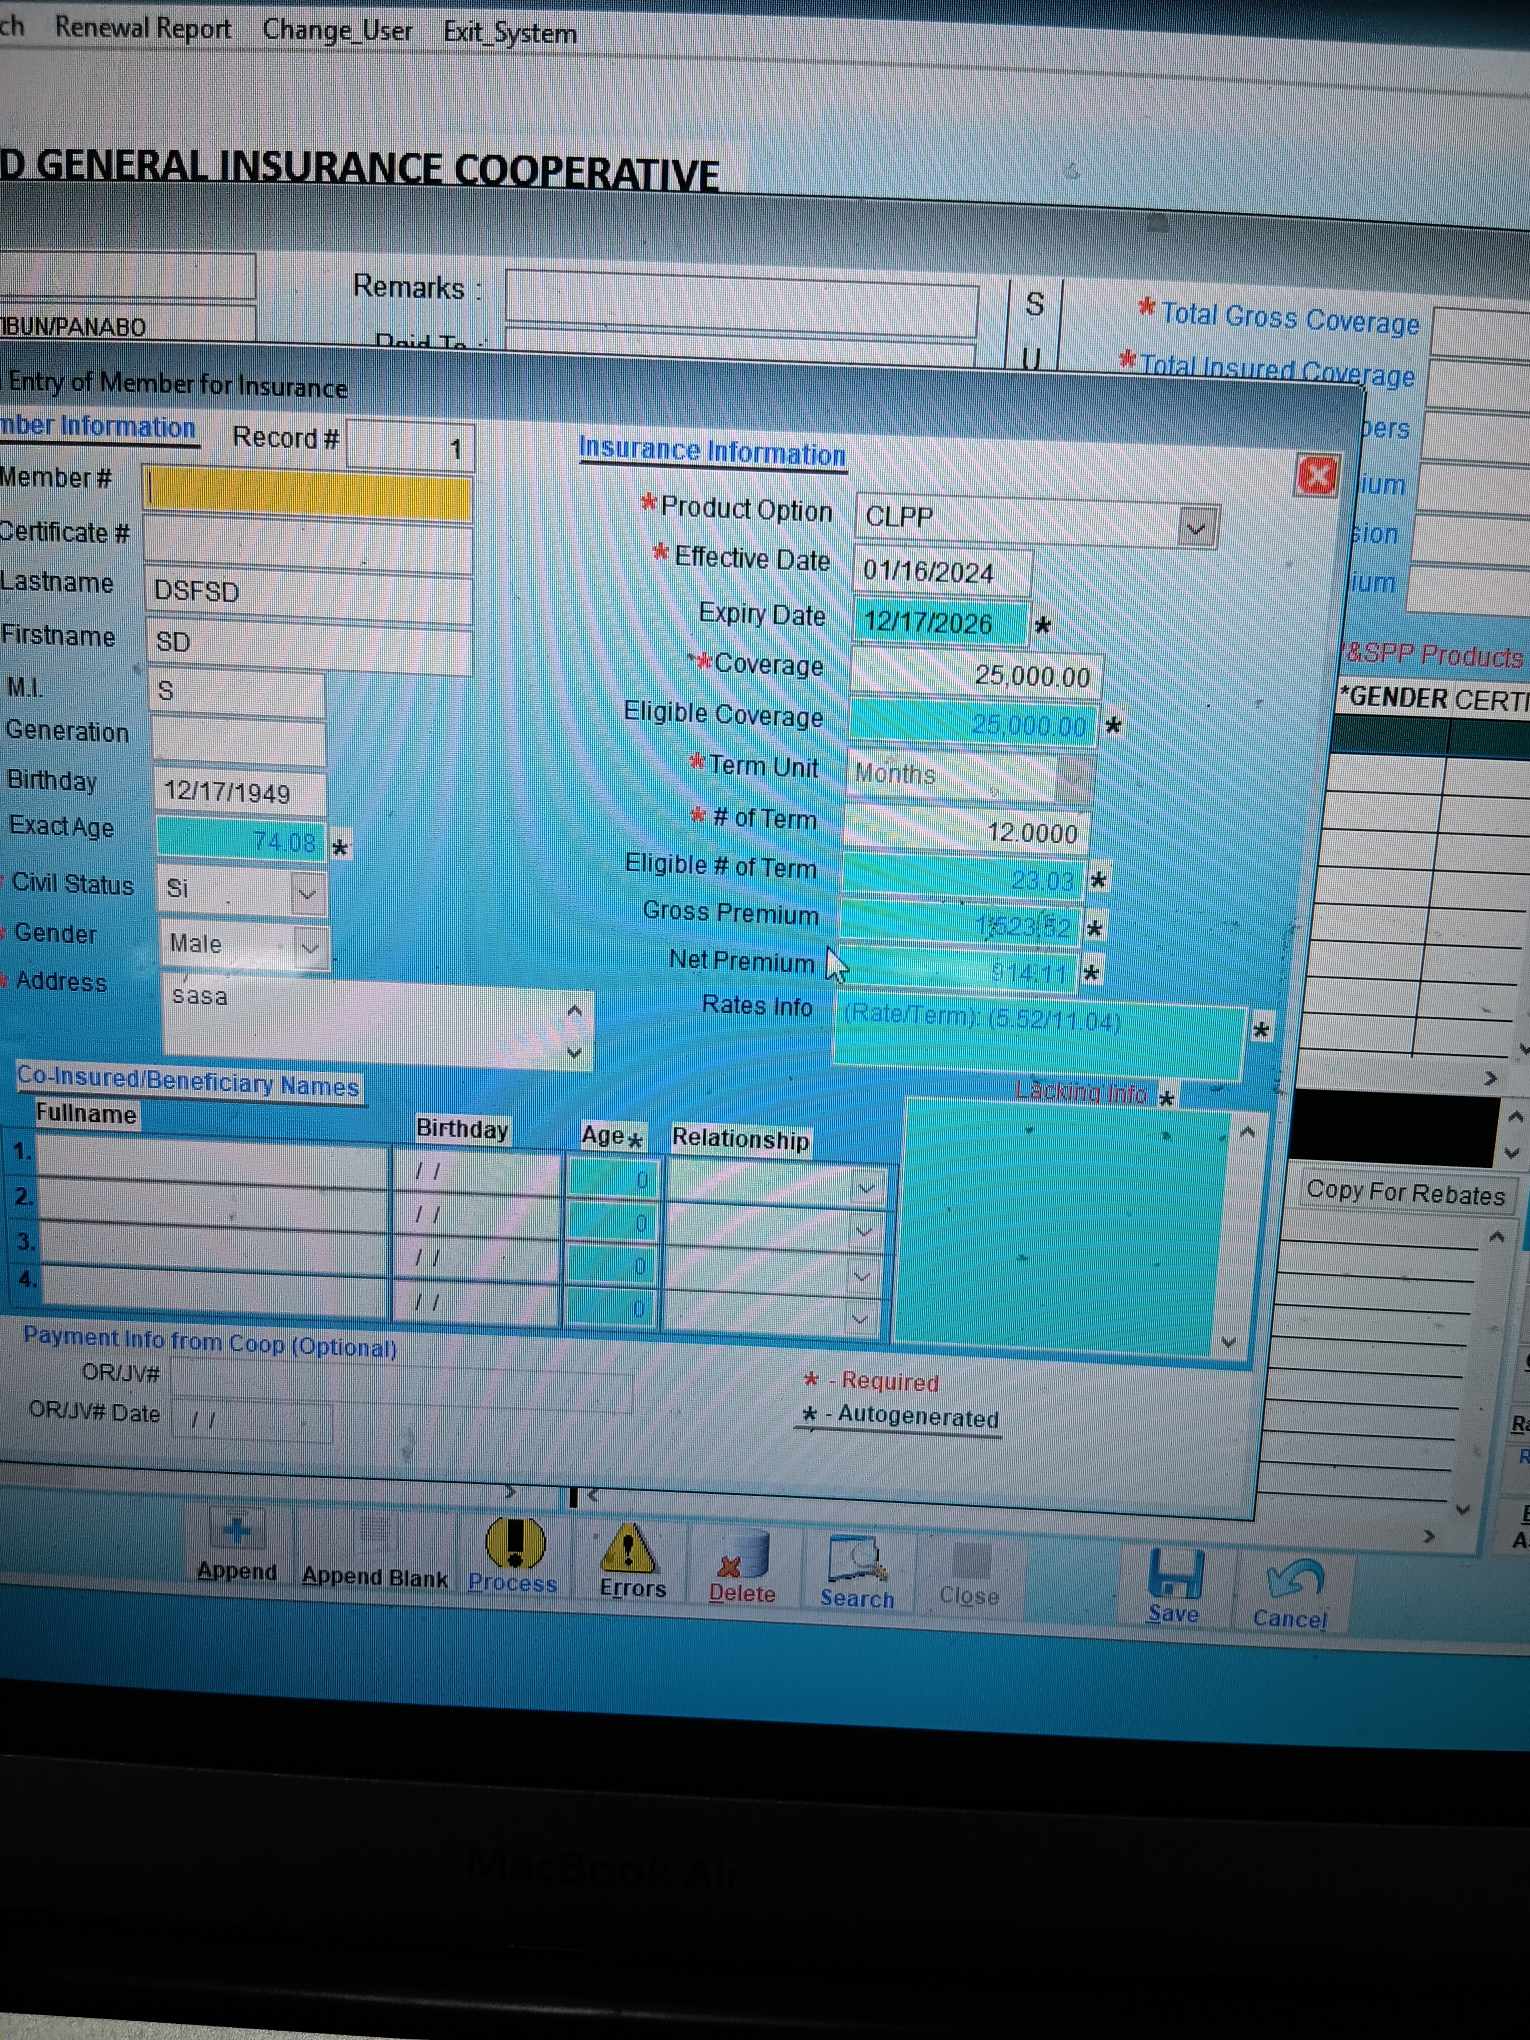 ch Renewal Report Change_User Exit_System
D GENERAL INSURANCE COOPERATIVE
Remarks :
IBUN/PANABO
Paid To :
S
U
* Total Gross Coverage
* Total Insured Coverage
bers
ium
sion
ium
'&SPP Products
*GENDER CERTI
Entry of Member for Insurance
mber Information
Record # 1
Member #
Certificate #
Lastname DSFSD
Firstname SD
M.I. S
Generation
Birthday 12/17/1949
Exact Age 74.08 *
* Civil Status Si
* Gender Male
* Address sasa
Insurance Information
* Product Option CLPP
* Effective Date 01/16/2024
Expiry Date 12/17/2026 *
* Coverage 25,000.00
Eligible Coverage 25,000.00 *
* Term Unit Months
* # of Term 12.0000
Eligible # of Term 23.03 *
Gross Premium 1,523.52 *
Net Premium 914.11 *
Rates Info (Rate/Term): (5.52/11.04) *
Lacking Info *
Co-Insured/Beneficiary Names
Fullname Birthday Age* Relationship
1. / / 0
2. / / 0
3. / / 0
4. / / 0
Payment Info from Coop (Optional)
OR/JV#
OR/JV# Date / /
* - Required
* - Autogenerated
Copy For Rebates
Append Append Blank Process Errors Delete Search Close Save Cancel
MacBook Air